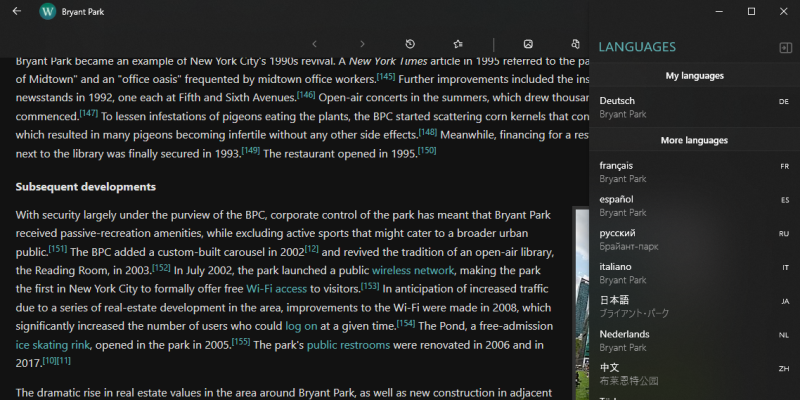 W Bryant Park
Bryant Park became an example of New York City's 1990s revival. A New York Times article in 1995 referred to the pa
of Midtown" and an "office oasis" frequented by midtown office workers.[145] Further improvements included the ins
newsstands in 1992, one each at Fifth and Sixth Avenues.[146] Open-air concerts in the summers, which drew thousan
commenced.[147] To lessen infestations of pigeons eating the plants, the BPC started scattering corn kernels that con
which resulted in many pigeons becoming infertile without any other side effects.[148] Meanwhile, financing for a res
next to the library was finally secured in 1993.[149] The restaurant opened in 1995.[150]
Subsequent developments
With security largely under the purview of the BPC, corporate control of the park has meant that Bryant Park
received passive-recreation amenities, while excluding active sports that might cater to a broader urban
public.[151] The BPC added a custom-built carousel in 2002[12] and revived the tradition of an open-air library,
the Reading Room, in 2003.[152] In July 2002, the park launched a public wireless network, making the park
the first in New York City to formally offer free Wi-Fi access to visitors.[153] In anticipation of increased traffic
due to a series of real-estate development in the area, improvements to the Wi-Fi were made in 2008, which
significantly increased the number of users who could log on at a given time.[154] The Pond, a free-admission
ice skating rink, opened in the park in 2005.[155] The park's public restrooms were renovated in 2006 and in
2017.[10][11]
The dramatic rise in real estate values in the area around Bryant Park, as well as new construction in adjacent
LANGUAGES
My languages
Deutsch DE
Bryant Park
More languages
français FR
Bryant Park
español ES
Bryant Park
русский RU
Брайант-парк
italiano IT
Bryant Park
日本語 JA
ブライアント・パーク
Nederlands NL
Bryant Park
中文 ZH
布莱恩特公园